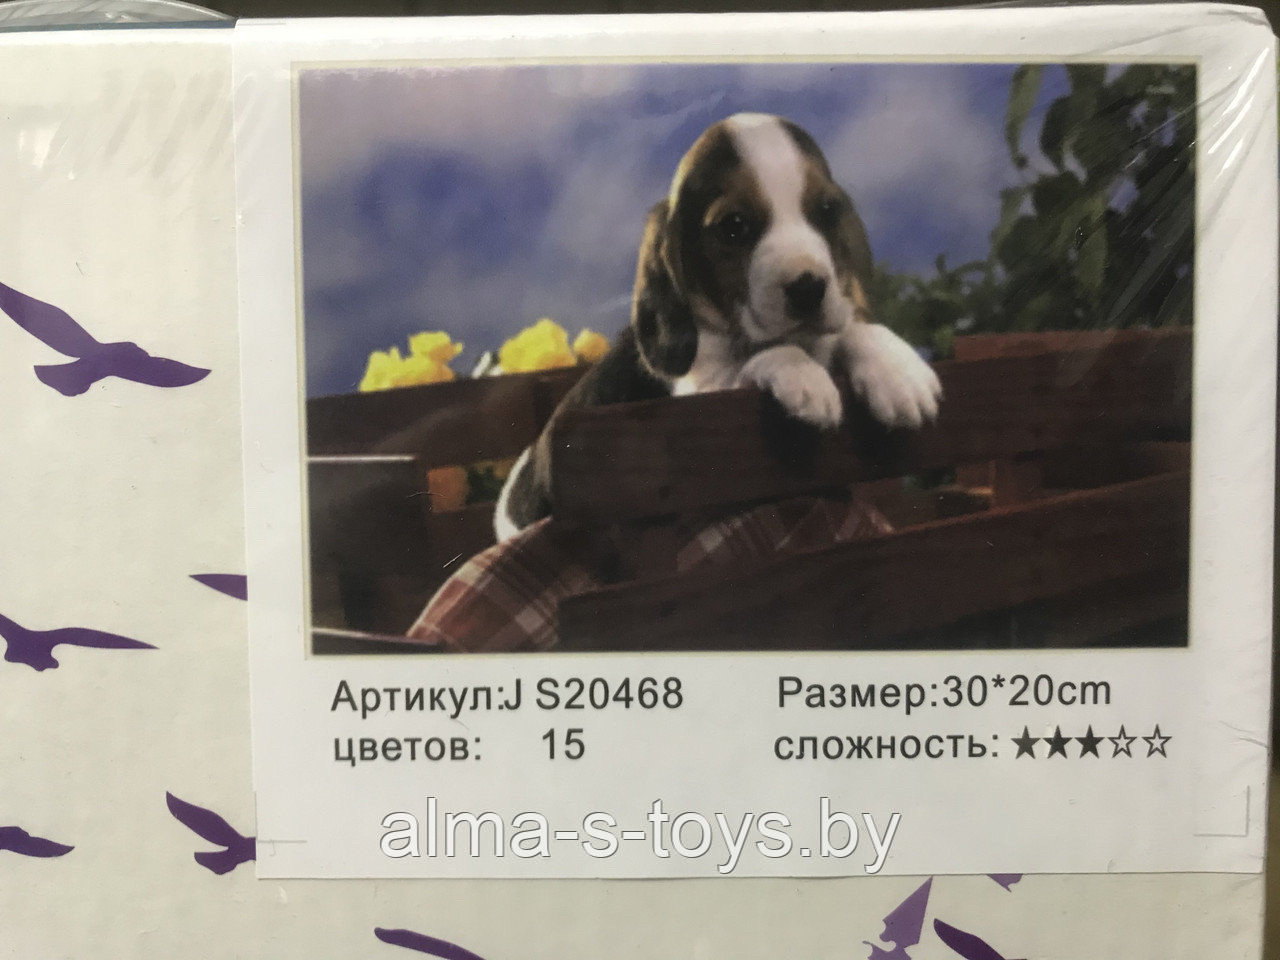 Артикул:J S20468
Размер:30*20cm
цветов: 15
сложность: ★★★☆☆
alma-s-toys.by